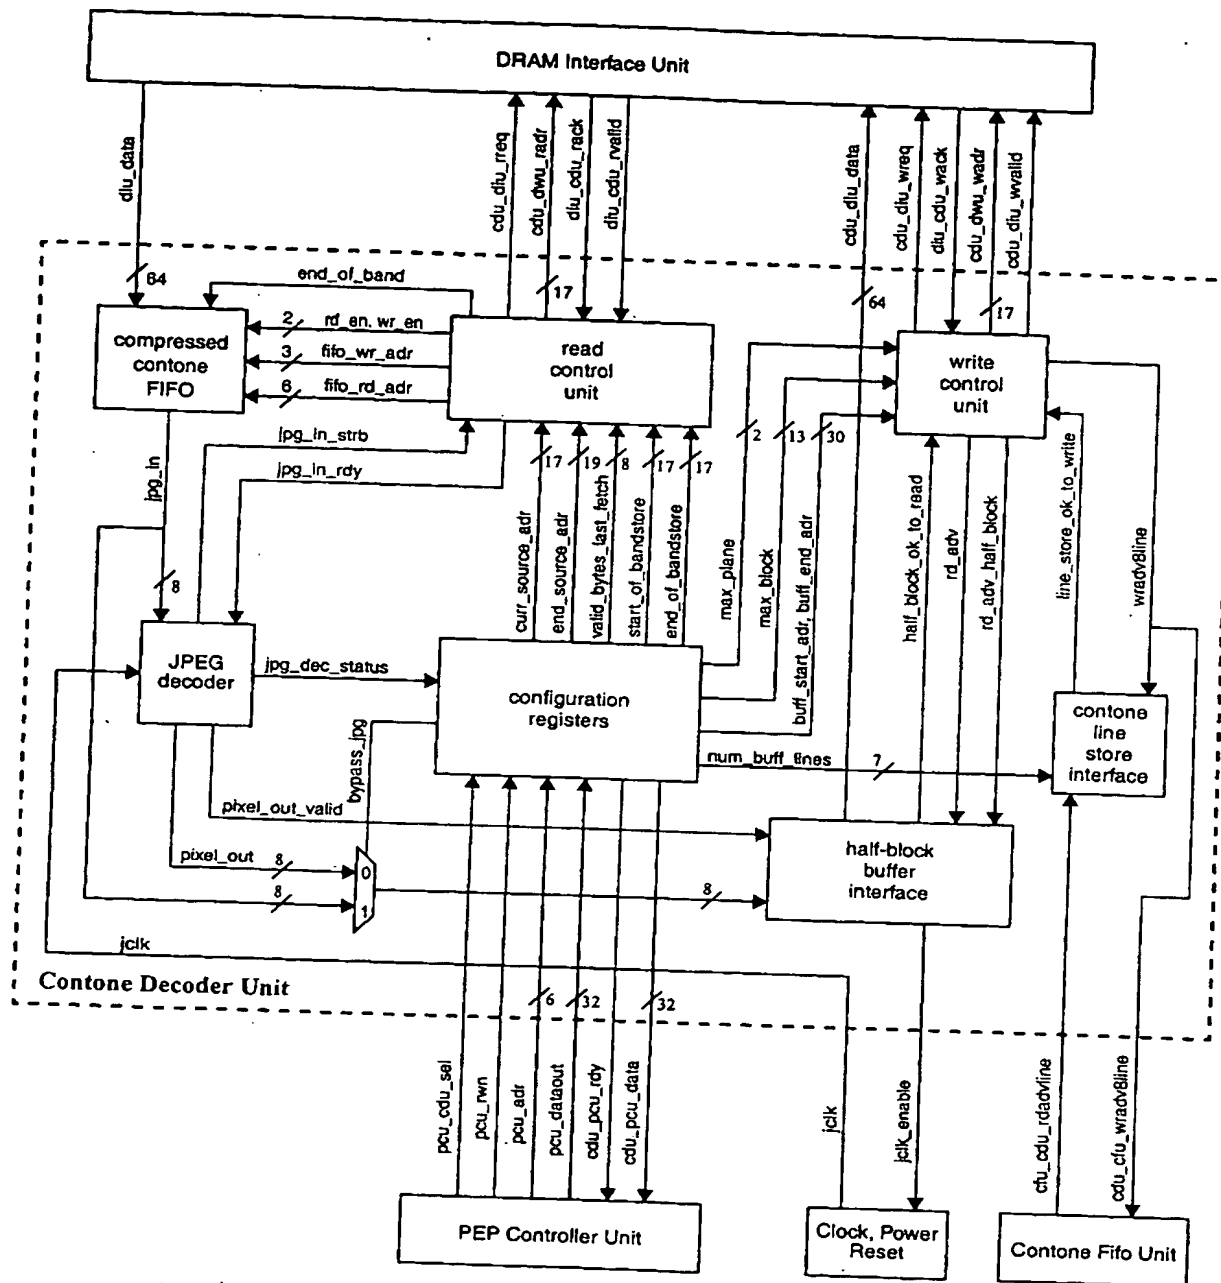 DRAM Interface Unit
diu_data
cdu_diu_rreq
cdu_dwu_radr
diu_cdu_rack
diu_cdu_rvalid
cdu_diu_data
cdu_diu_wreq
diu_cdu_wack
cdu_dwu_wadr
cdu_diu_wvalid
64
17
64
17
end_of_band
compressed
contone
FIFO
2
rd_en, wr_en
3
fifo_wr_adr
6
fifo_rd_adr
read
control
unit
write
control
unit
jpg_in
jpg_in_strb
jpg_in_rdy
8
17
19
8
17
17
2
13
30
curr_source_adr
end_source_adr
valid_bytes_last_fetch
start_of_bandstore
end_of_bandstore
max_plane
max_block
buff_start_adr, buff_end_adr
half_block_ok_to_read
rd_adv
rd_adv_half_block
line_store_ok_to_write
wradv8line
JPEG
decoder
jpg_dec_status
configuration
registers
contone
line
store
interface
bypass_jpg
num_buff_lines
7
pixel_out_valid
pixel_out
8
8
0
1
8
half-block
buffer
interface
jclk
Contone Decoder Unit
6
32
32
pcu_cdu_sel
pcu_rwn
pcu_adr
pcu_dataout
cdu_pcu_rdy
cdu_pcu_data
jclk
jclk_enable
cfu_cdu_rdadvline
cdu_cfu_wradv8line
PEP Controller Unit
Clock, Power
Reset
Contone Fifo Unit